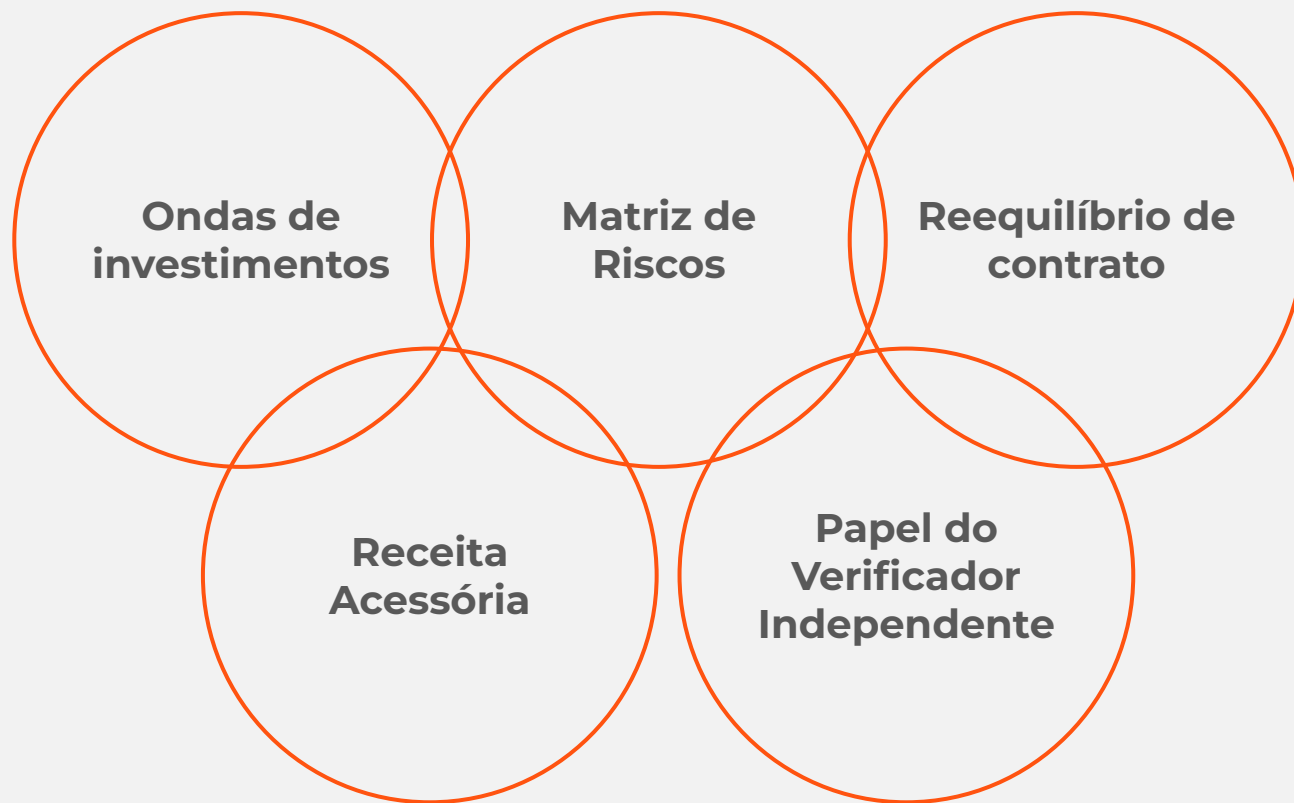 Ondas de
investimentos
Matriz de
Riscos
Reequilíbrio de
contrato
Receita
Acessória
Papel do
Verificador
Independente